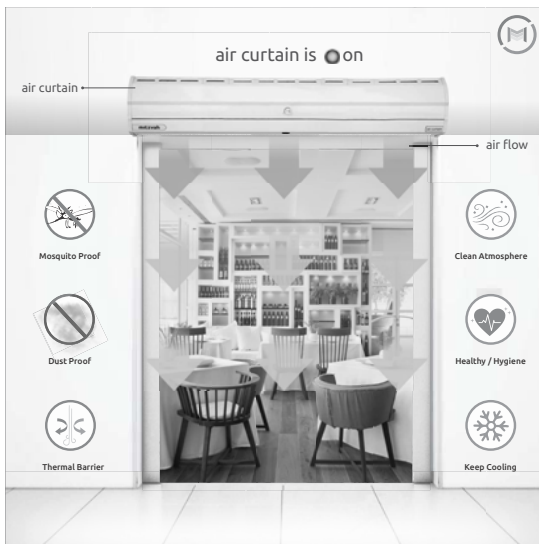 air curtain is on
air curtain
air flow
Mosquito Proof
Clean Atmosphere
Dust Proof
Healthy / Hygiene
Thermal Barrier
Keep Cooling